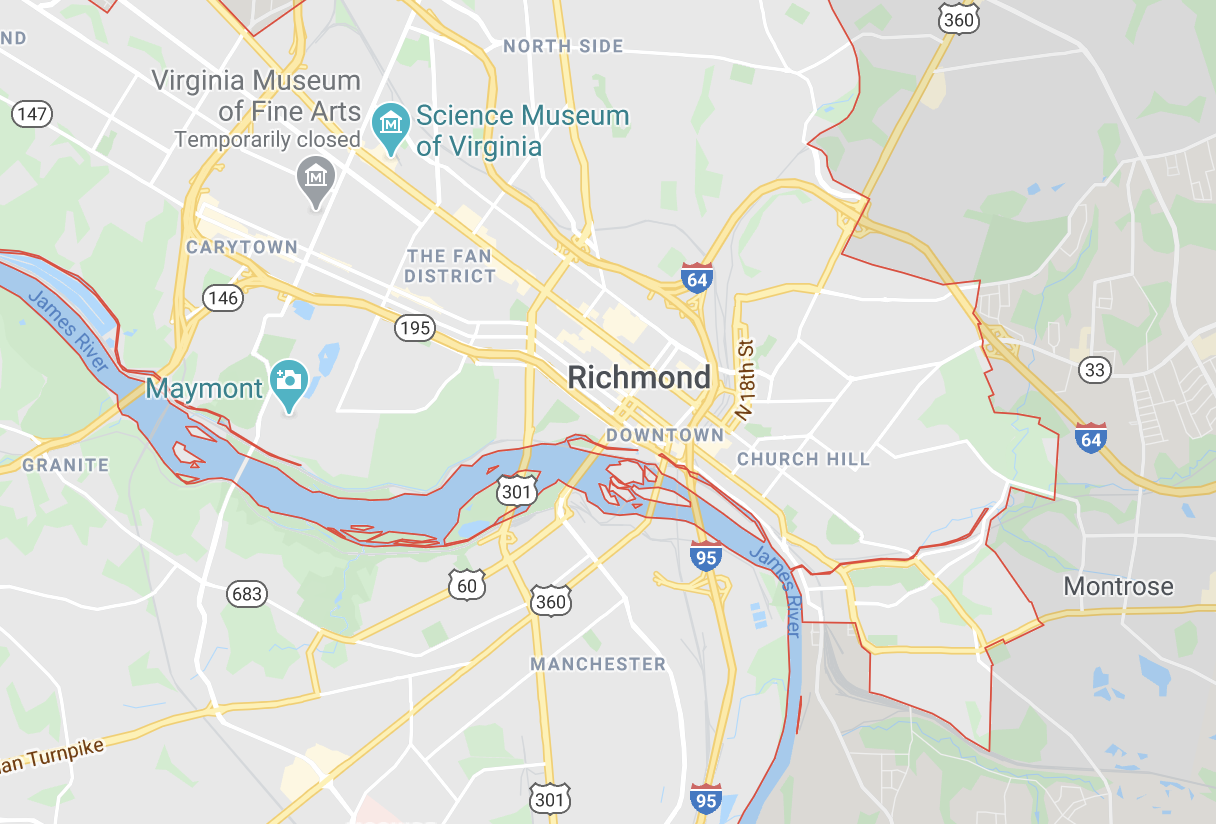 360
NORTH SIDE
ND
Virginia Museum
of Fine Arts
Temporarily closed
147
Science Museum
of Virginia
CARYTOWN
THE FAN
DISTRICT
64
146
195
James River
N 18th St
33
Richmond
Maymont
DOWNTOWN
64
CHURCH HILL
GRANITE
301
95
James River
60
360
683
Montrose
MANCHESTER
an Turnpike
301
95